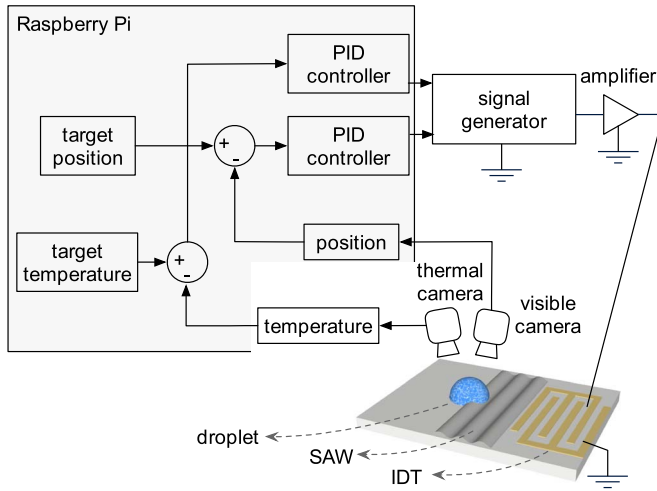 Raspberry Pi
PID
controller
amplifier
signal
generator
target
position
+
-
PID
controller
position
target
temperature
+
-
thermal
camera
visible
camera
temperature
droplet
SAW
IDT